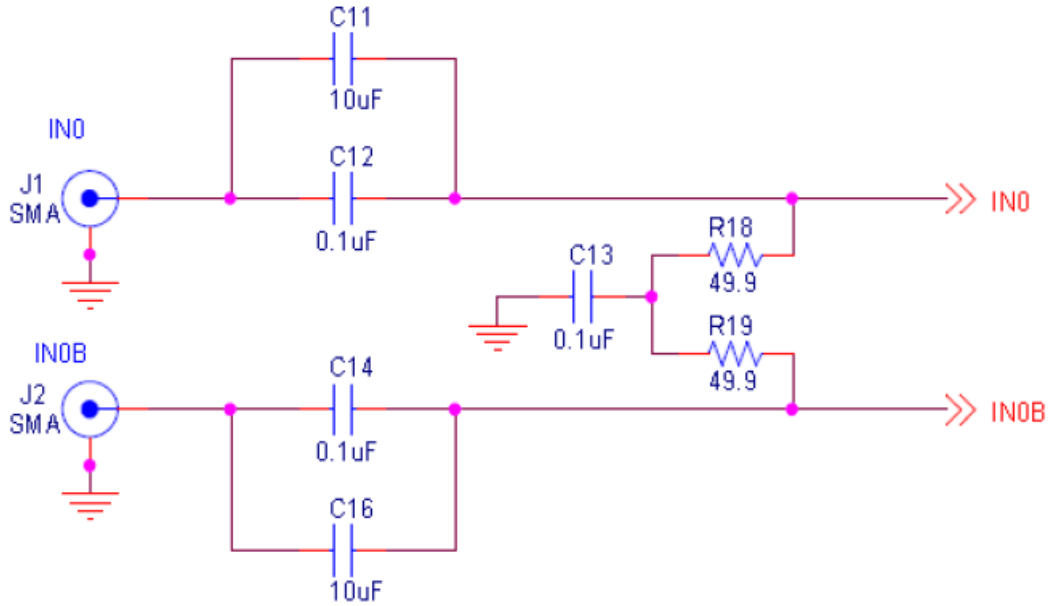 C11
10uF
IN0
J1
SMA
C12
0.1uF
IN0
R18
49.9
C13
0.1uF
R19
49.9
IN0B
J2
SMA
C14
0.1uF
IN0B
C16
10uF